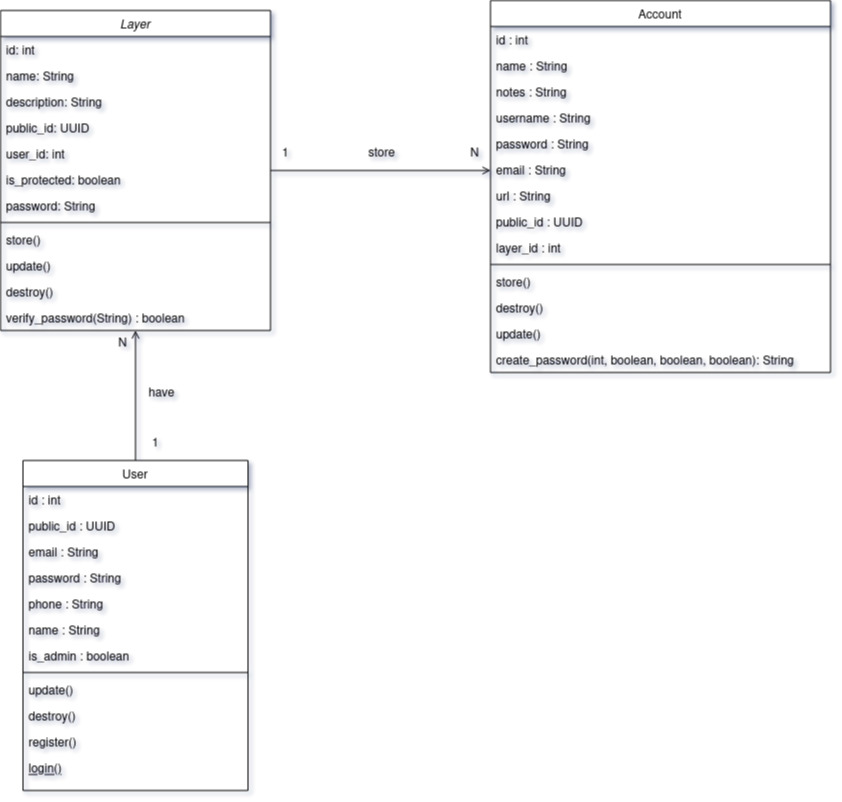 Layer
id: int
name: String
description: String
public_id: UUID
user_id: int
is_protected: boolean
password: String
store()
update()
destroy()
verify_password(String) : boolean
1
store
N
Account
id : int
name : String
notes : String
username : String
password : String
email : String
url : String
public_id : UUID
layer_id : int
store()
destroy()
update()
create_password(int, boolean, boolean, boolean): String
N
have
1
User
id : int
public_id : UUID
email : String
password : String
phone : String
name : String
is_admin : boolean
update()
destroy()
register()
login()